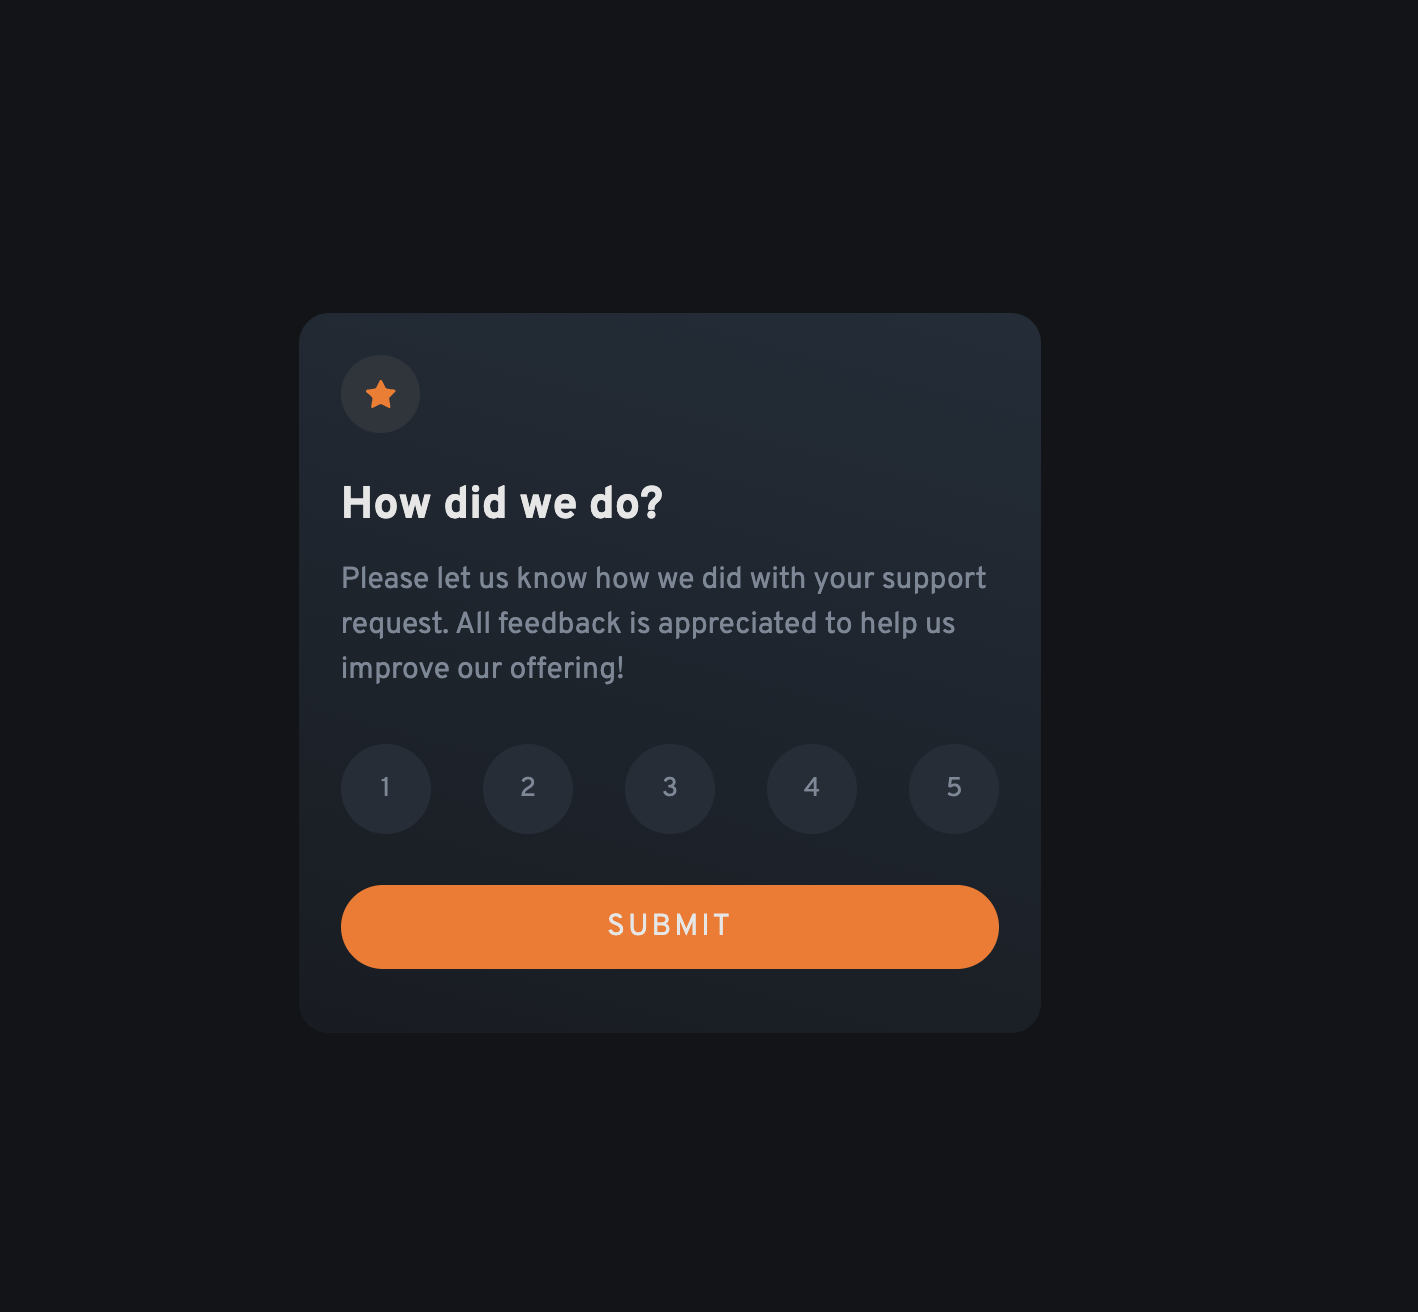 How did we do?
Please let us know how we did with your support
request. All feedback is appreciated to help us
improve our offering!
1 2 3 4 5
SUBMIT